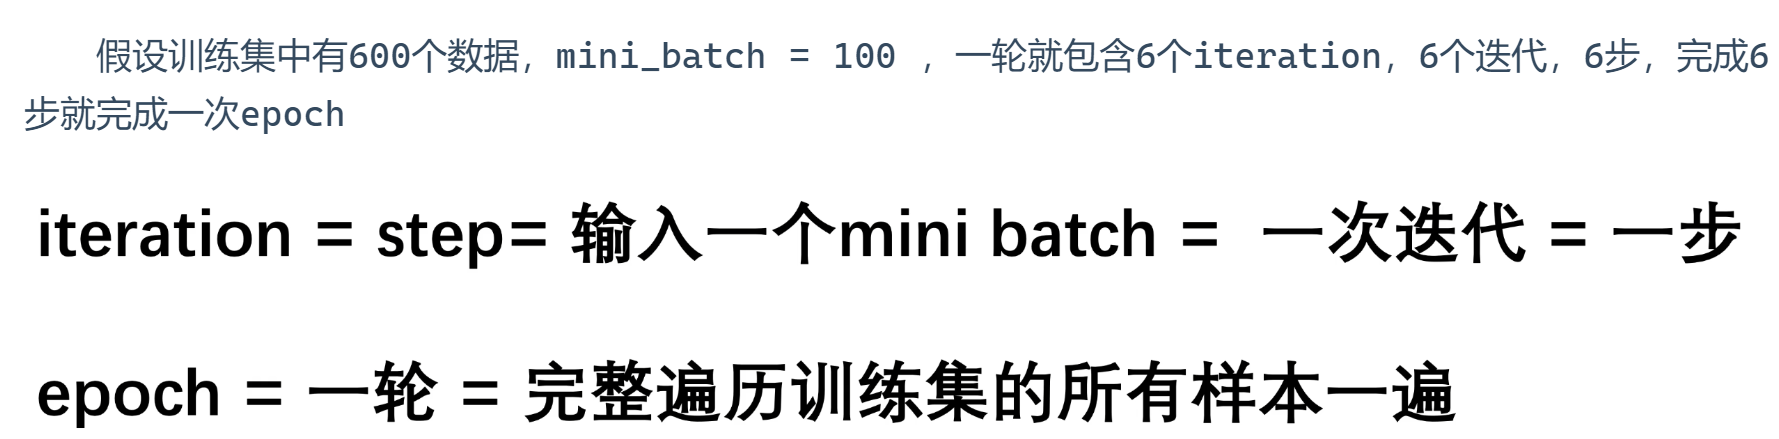 假设训练集中有600个数据，mini_batch = 100 ，一轮就包含6个iteration，6个迭代，6步，完成6
步就完成一次epoch
iteration = step= 输入一个mini batch = 一次迭代 = 一步
epoch = 一轮 = 完整遍历训练集的所有样本一遍